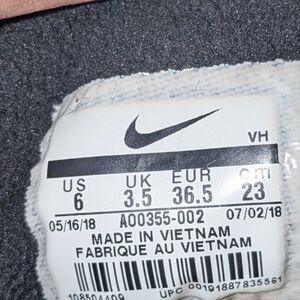 VH
US UK EUR cm
6 3.5 36.5 23
05/16/18 AO0355-002 07/02/18
MADE IN VIETNAM
FABRIQUE AU VIETNAM
UPC 00191887835561